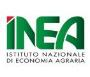 INEA
ISTITUTO NAZIONALE
DI ECONOMIA AGRARIA